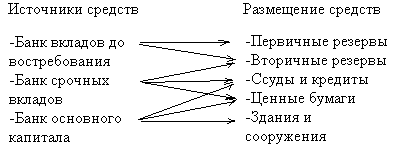 Источники средств
Размещение средств
-Банк вкладов до
востребования
-Банк срочных
вкладов
-Банк основного
капитала
-Первичные резервы
-Вторичные резервы
-Ссуды и кредиты
-Ценные бумаги
-Здания и
сооружения